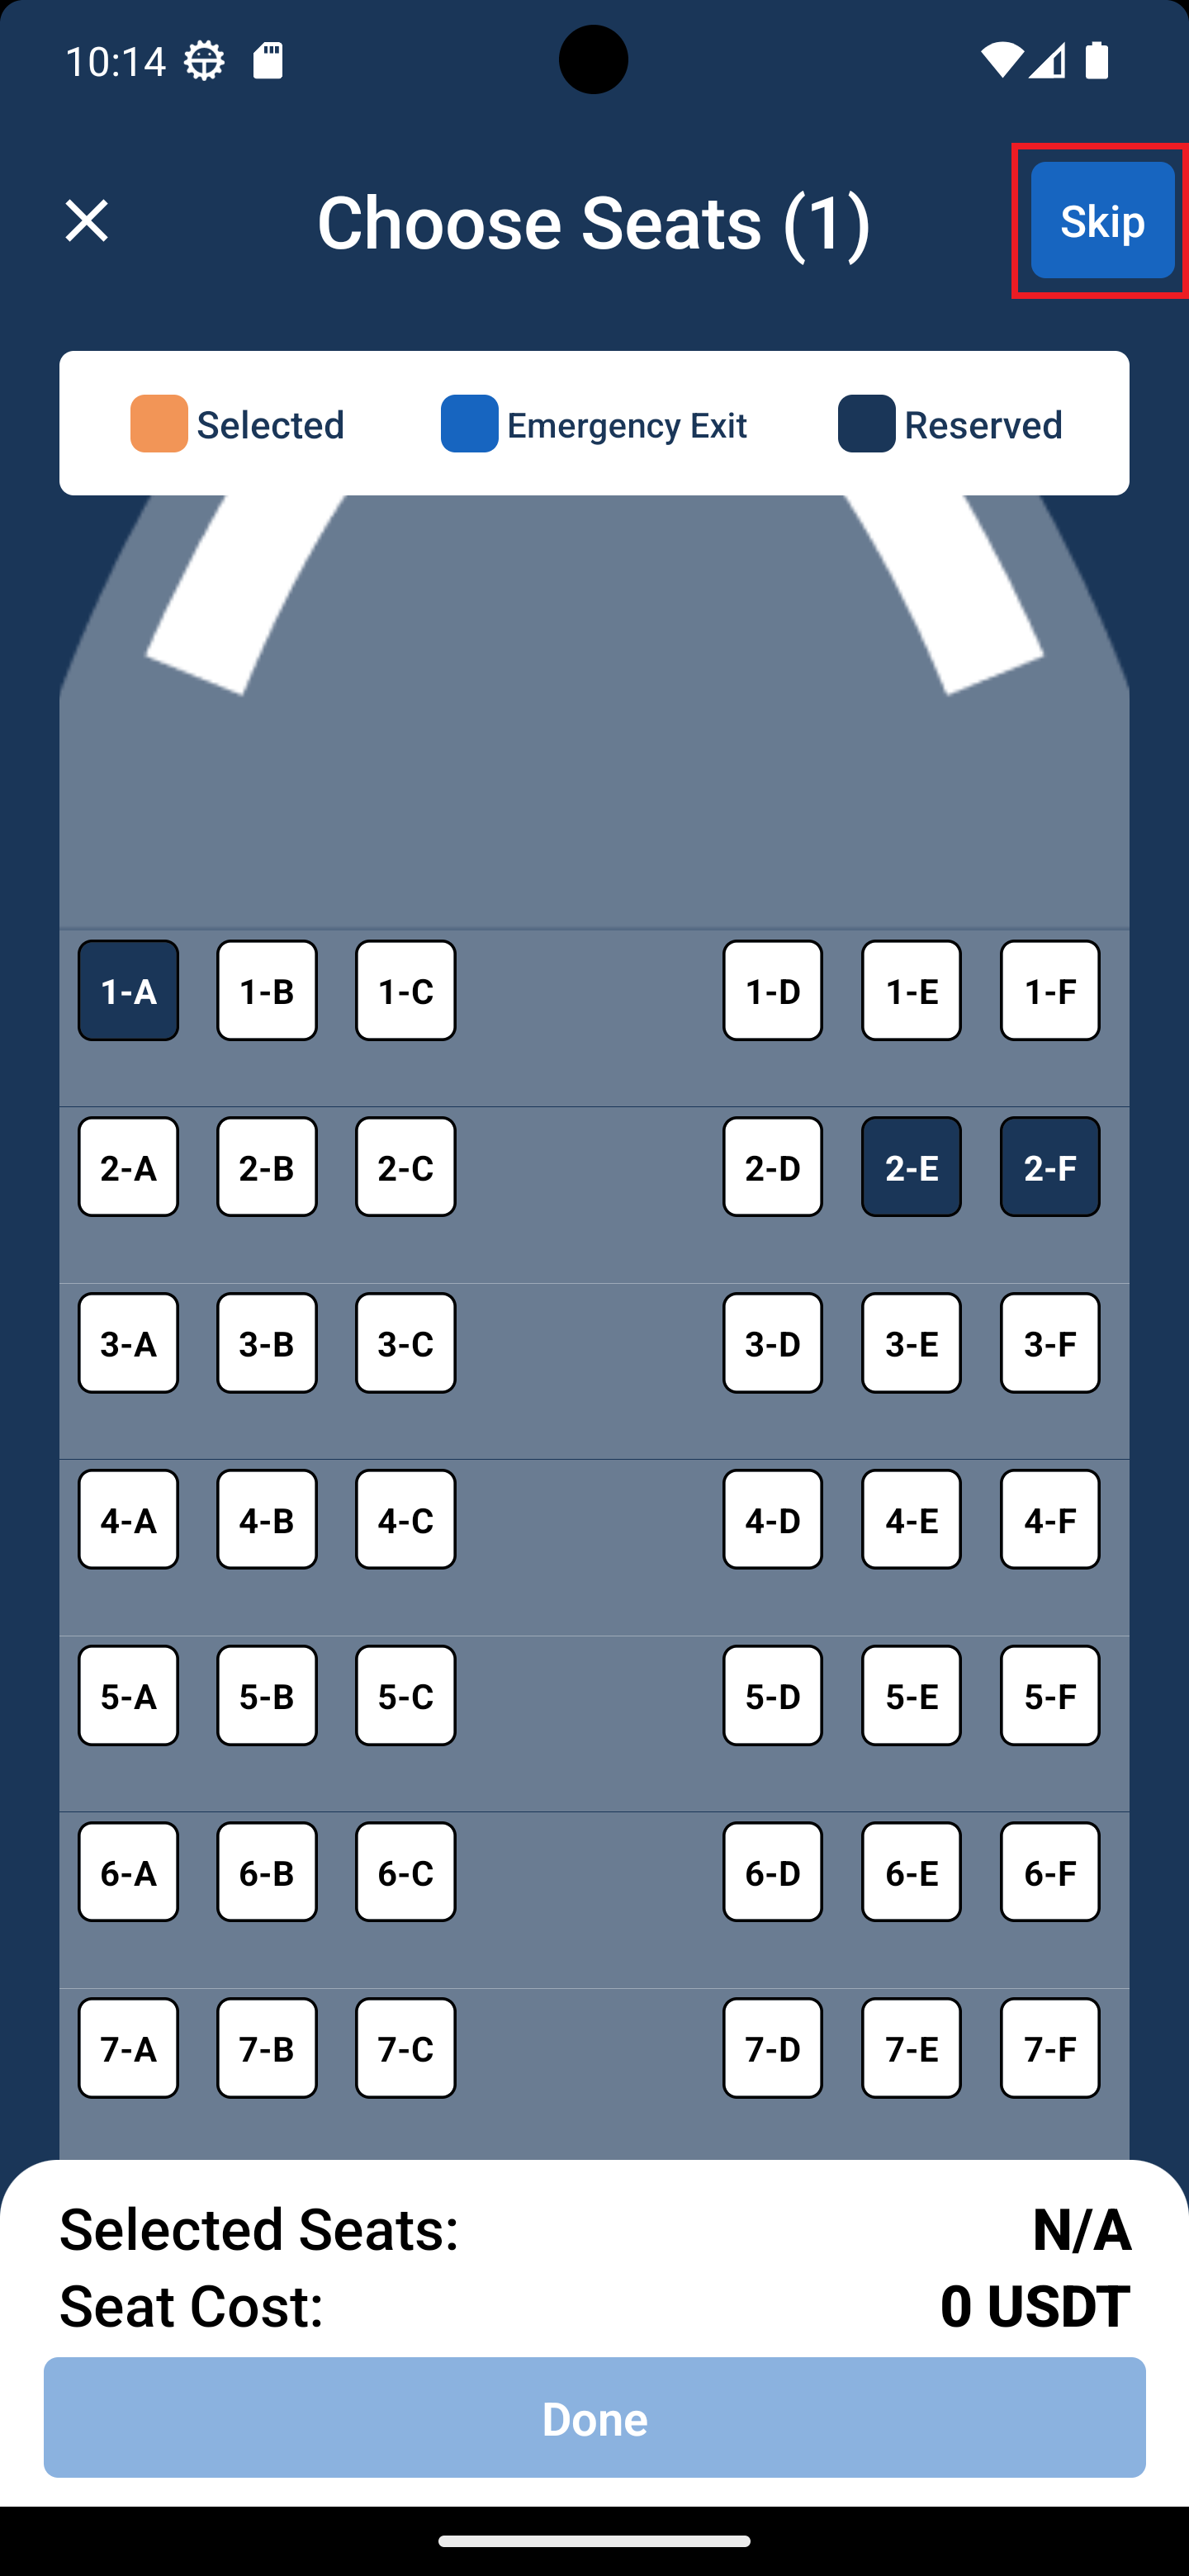 10:14
Choose Seats (1)
Skip
Selected Emergency Exit Reserved
1-A 1-B 1-C 1-D 1-E 1-F
2-A 2-B 2-C 2-D 2-E 2-F
3-A 3-B 3-C 3-D 3-E 3-F
4-A 4-B 4-C 4-D 4-E 4-F
5-A 5-B 5-C 5-D 5-E 5-F
6-A 6-B 6-C 6-D 6-E 6-F
7-A 7-B 7-C 7-D 7-E 7-F
Selected Seats: N/A
Seat Cost: 0 USDT
Done